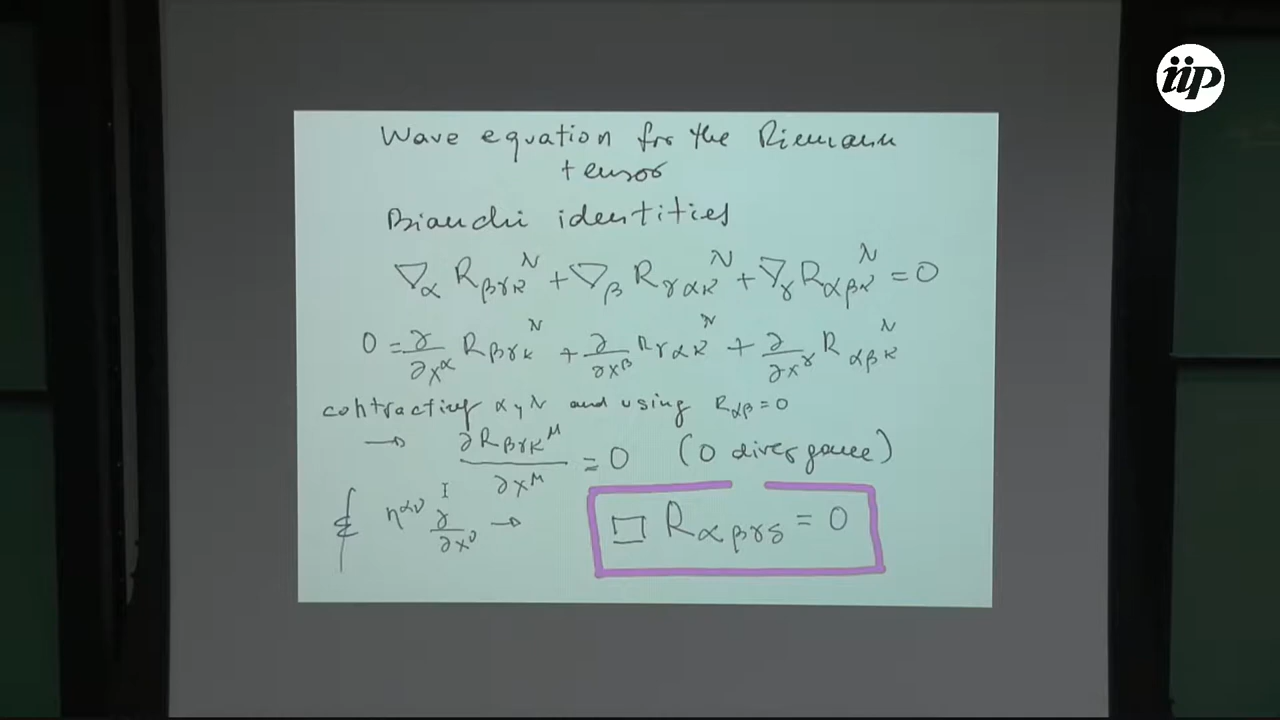 iip
Wave equation for the Riemann
tensor
Bianchi identities
∇α Rβγκ^λ + ∇β Rγακ^λ + ∇γ Rαβκ^λ = 0
0 = ∂/∂x^α Rβγκ^λ + ∂/∂x^β Rγακ^λ + ∂/∂x^γ Rαβκ^λ
contracting α y λ and using Rαβ = 0
→ ∂Rβγκ^μ/∂x^μ = 0 (0 divergance)
& η^αν ∂/∂x^ν → □ Rαβγδ = 0